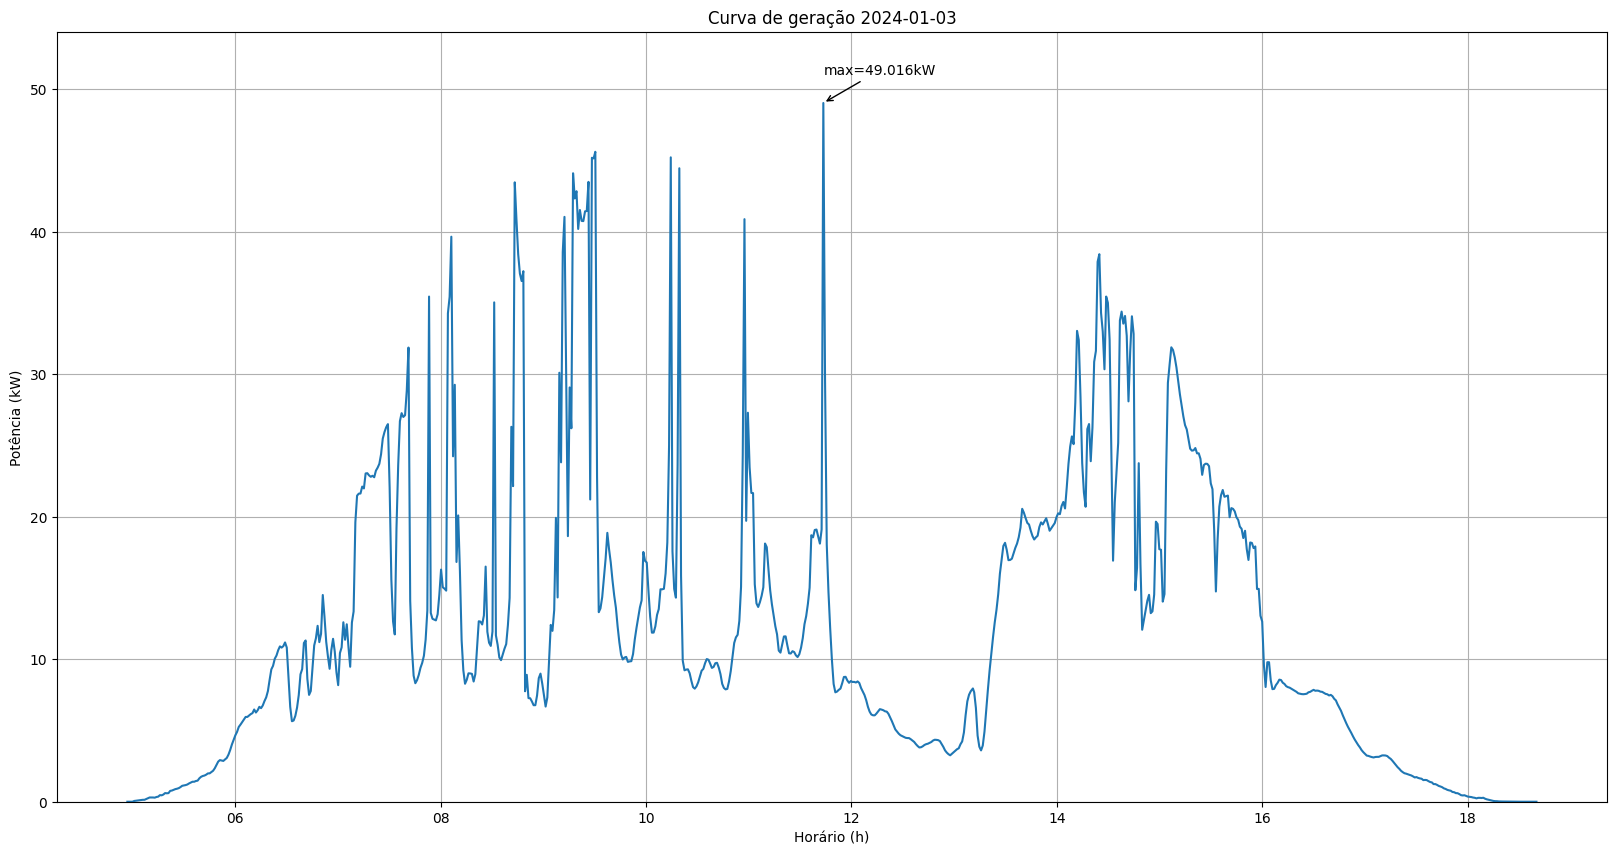 Curva de geração 2024-01-03
max=49.016kW
Potência (kW)
50
40
30
20
10
0
06 08 10 12 14 16 18
Horário (h)